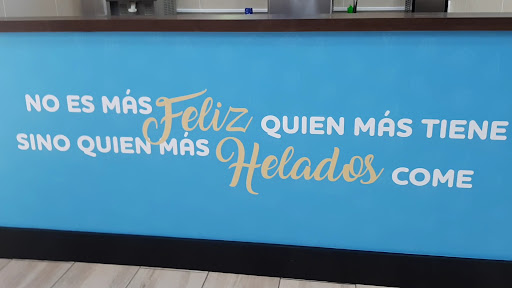 NO ES MÁS Feliz QUIEN MÁS TIENE
SINO QUIEN MÁS Helados COME